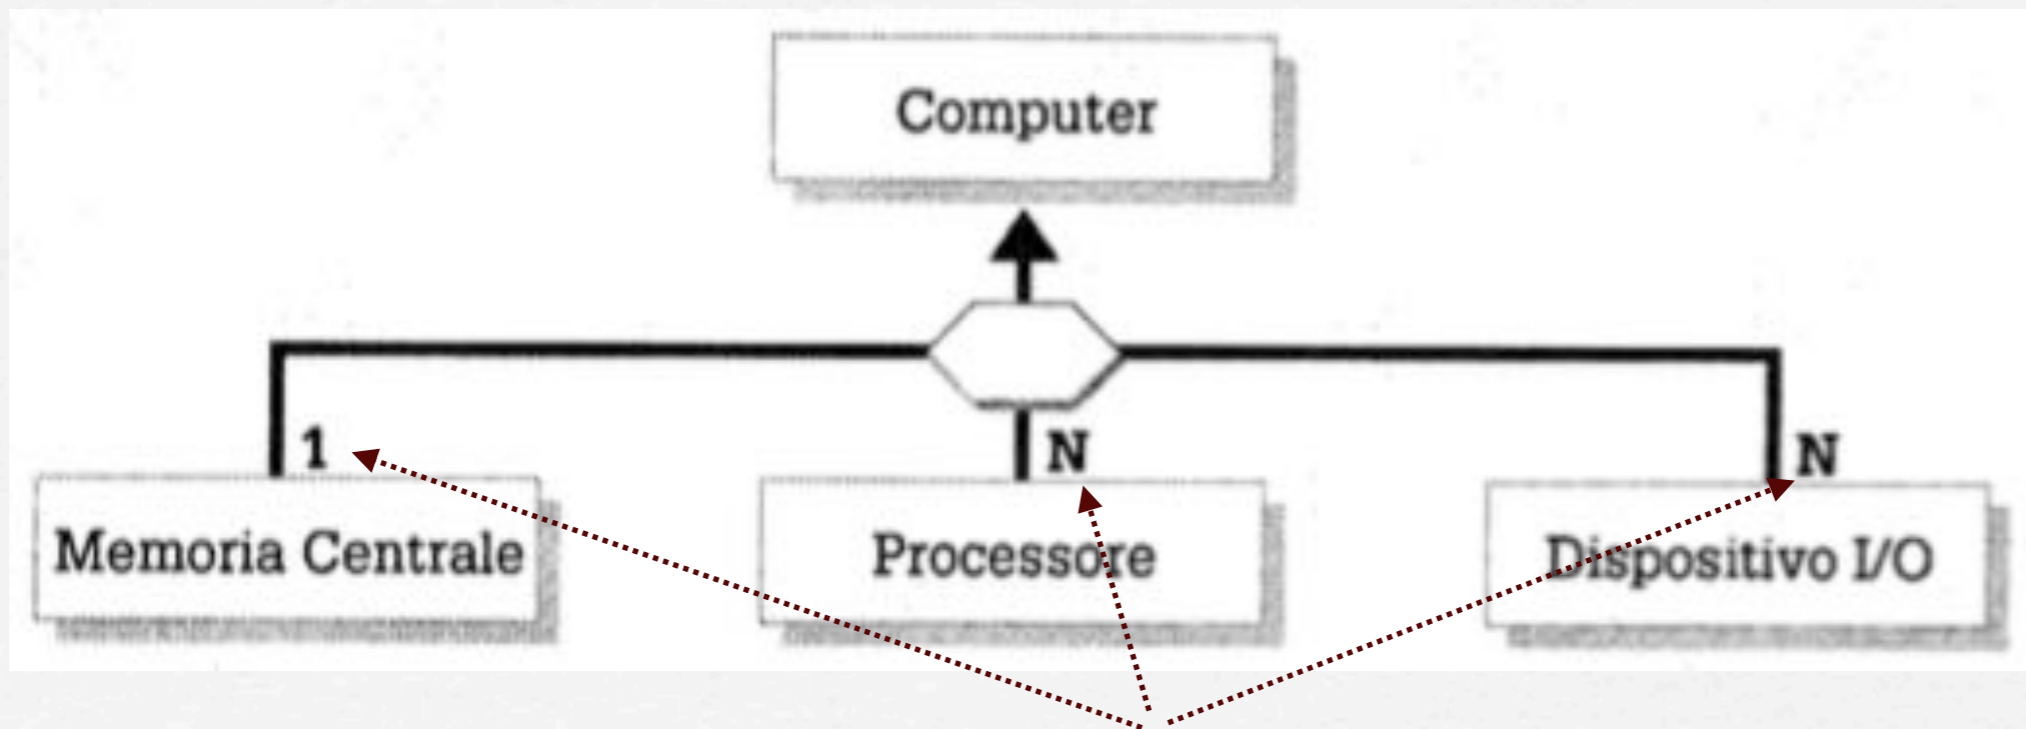 Computer
1
N
N
Memoria Centrale
Processore
Dispositivo I/O